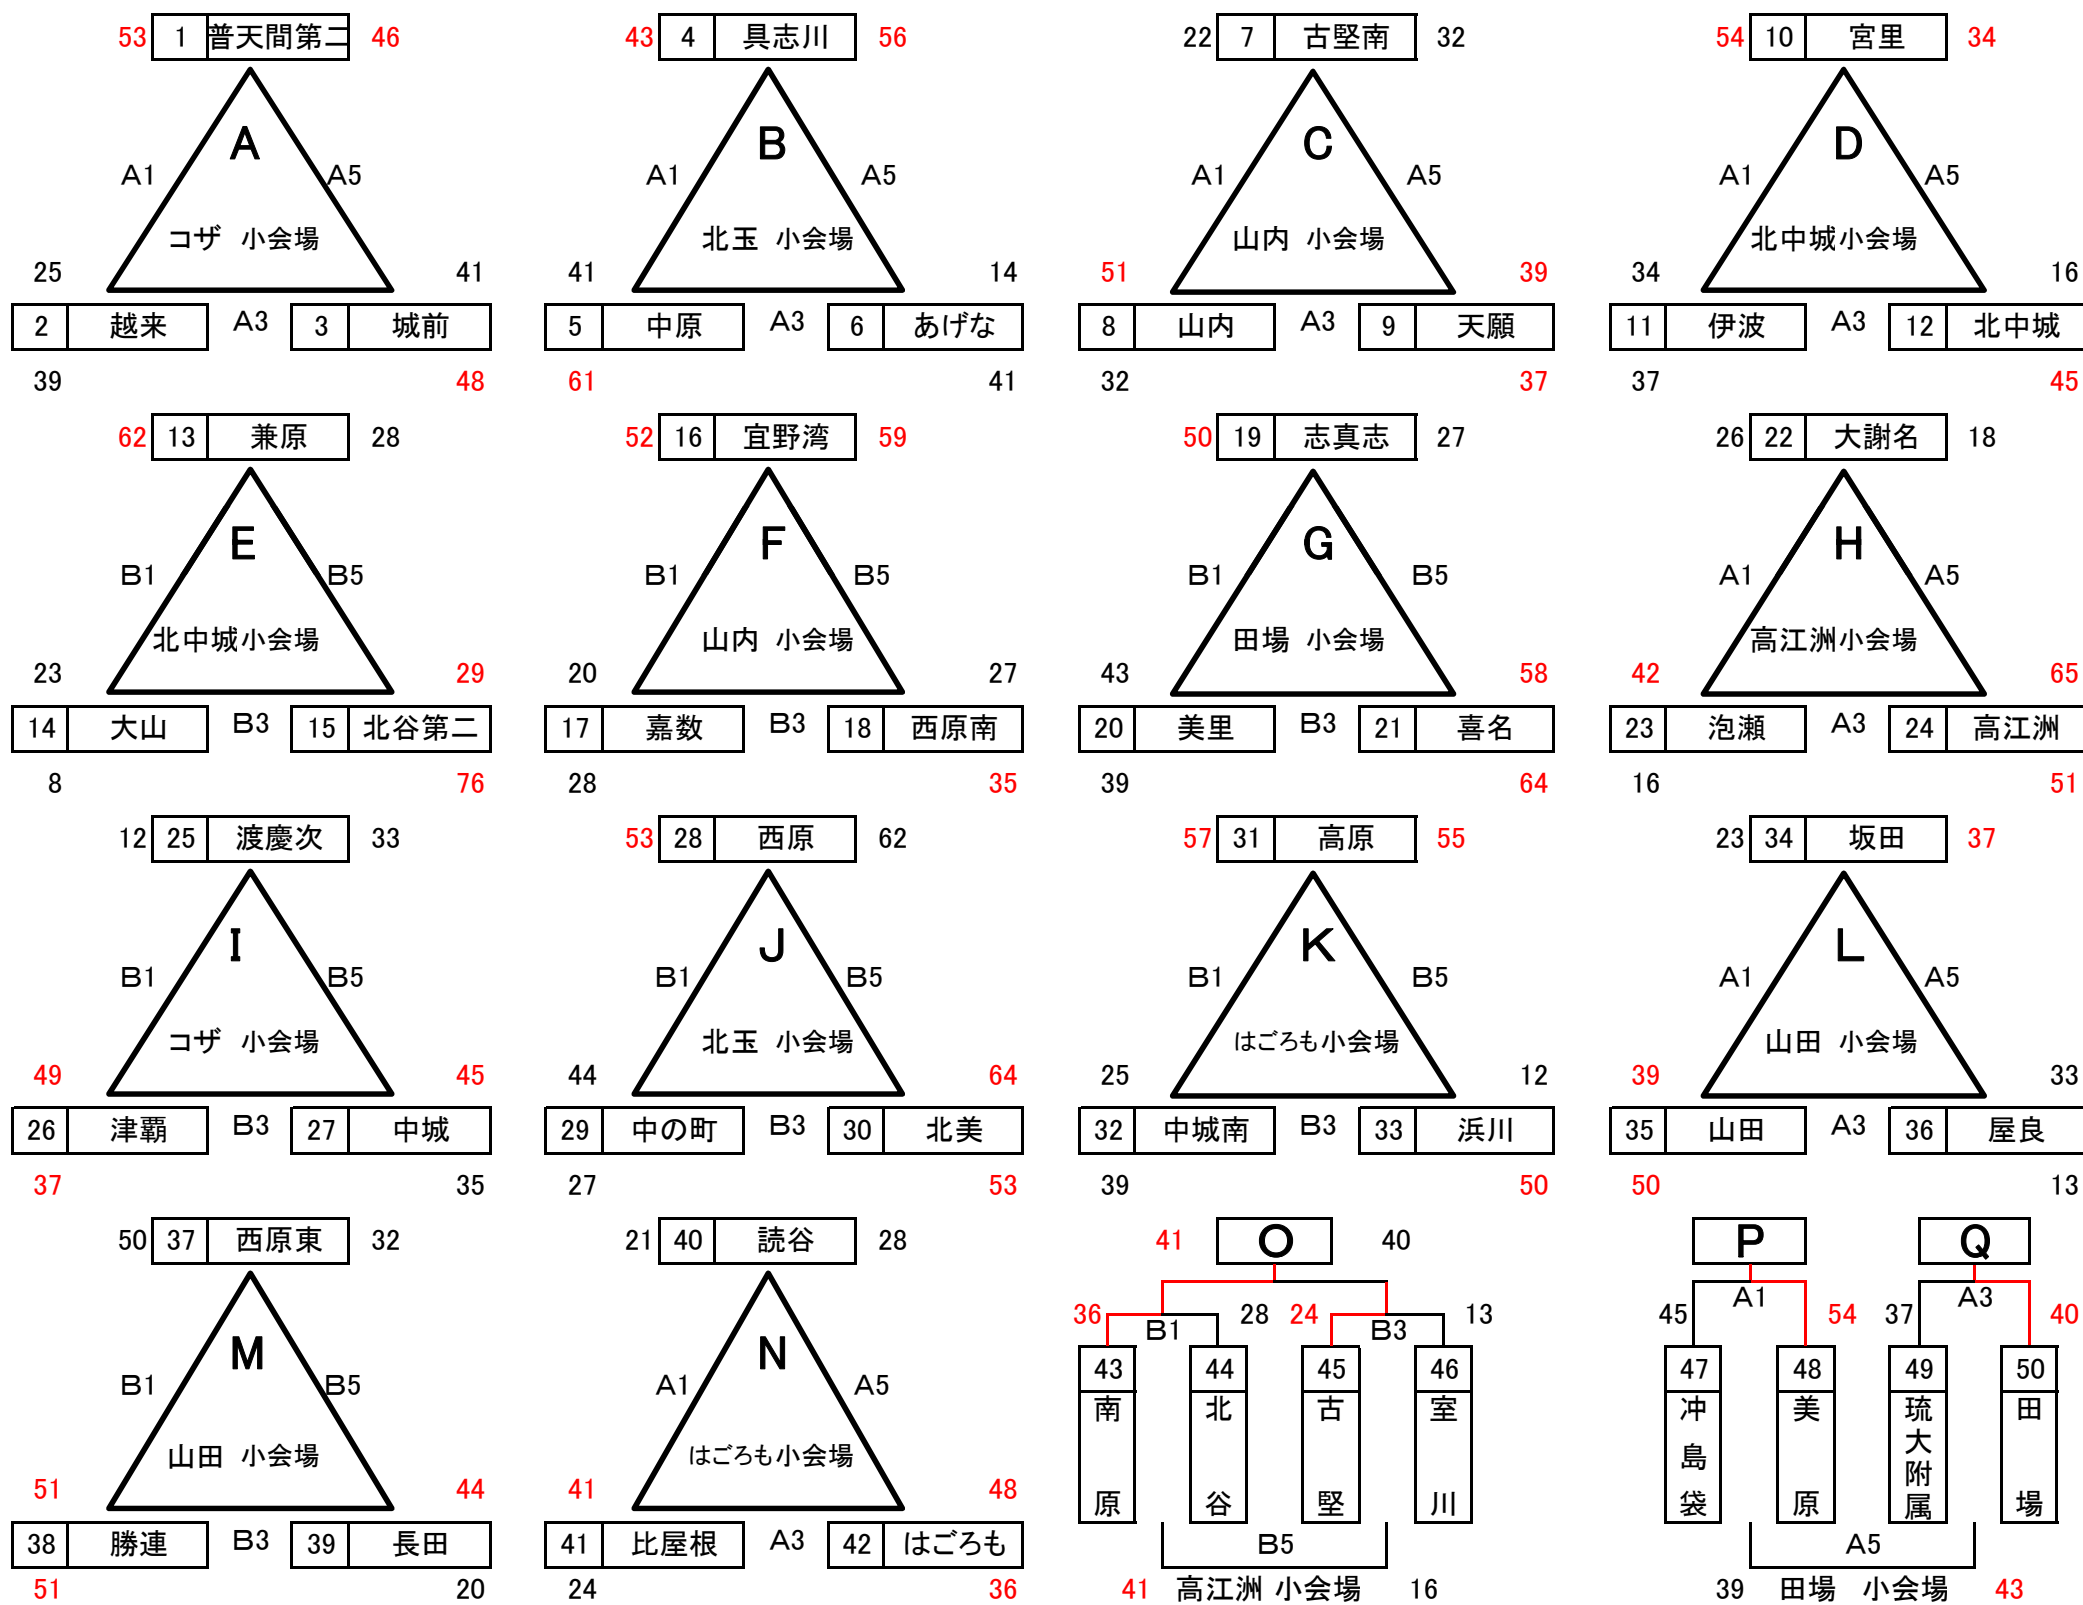 53 1 普天間第二 46 43 4 具志川 56 22 7 古堅南 32 54 10 宮里 34
A B C D
A1 A5 A1 A5 A1 A5 A1 A5
コザ 小会場 北玉 小会場 山内 小会場 北中城小会場
25 41 41 14 51 39 34 16
2 越来 A3 3 城前 5 中原 A3 6 あげな 8 山内 A3 9 天願 11 伊波 A3 12 北中城
39 48 61 41 32 37 37 45
62 13 兼原 28 52 16 宜野湾 59 50 19 志真志 27 26 22 大謝名 18
E F G H
B1 B5 B1 B5 B1 B5 A1 A5
北中城小会場 山内 小会場 田場 小会場 高江洲小会場
23 29 20 27 43 58 42 65
14 大山 B3 15 北谷第二 17 嘉数 B3 18 西原南 20 美里 B3 21 喜名 23 泡瀬 A3 24 高江洲
8 76 28 35 39 64 16 51
12 25 渡慶次 33 53 28 西原 62 57 31 高原 55 23 34 坂田 37
I J K L
B1 B5 B1 B5 B1 B5 A1 A5
コザ 小会場 北玉 小会場 はごろも小会場 山田 小会場
49 45 44 64 25 12 39 33
26 津覇 B3 27 中城 29 中の町 B3 30 北美 32 中城南 B3 33 浜川 35 山田 A3 36 屋良
37 35 27 53 39 50 50 13
50 37 西原東 32 21 40 読谷 28 41 O 40 P Q
36 B1 28 24 B3 13 45 A1 54 37 A3 40
M N
B1 B5 A1 A5
43 44 45 46 47 48 49 50
南原 北谷 古堅 室川 沖島袋 美原 琉大附属 田場
山田 小会場 はごろも小会場
51 44 41 48
38 勝連 B3 39 長田 41 比屋根 A3 42 はごろも B5 A5
51 20 24 36 41 高江洲 小会場 16 39 田場 小会場 43